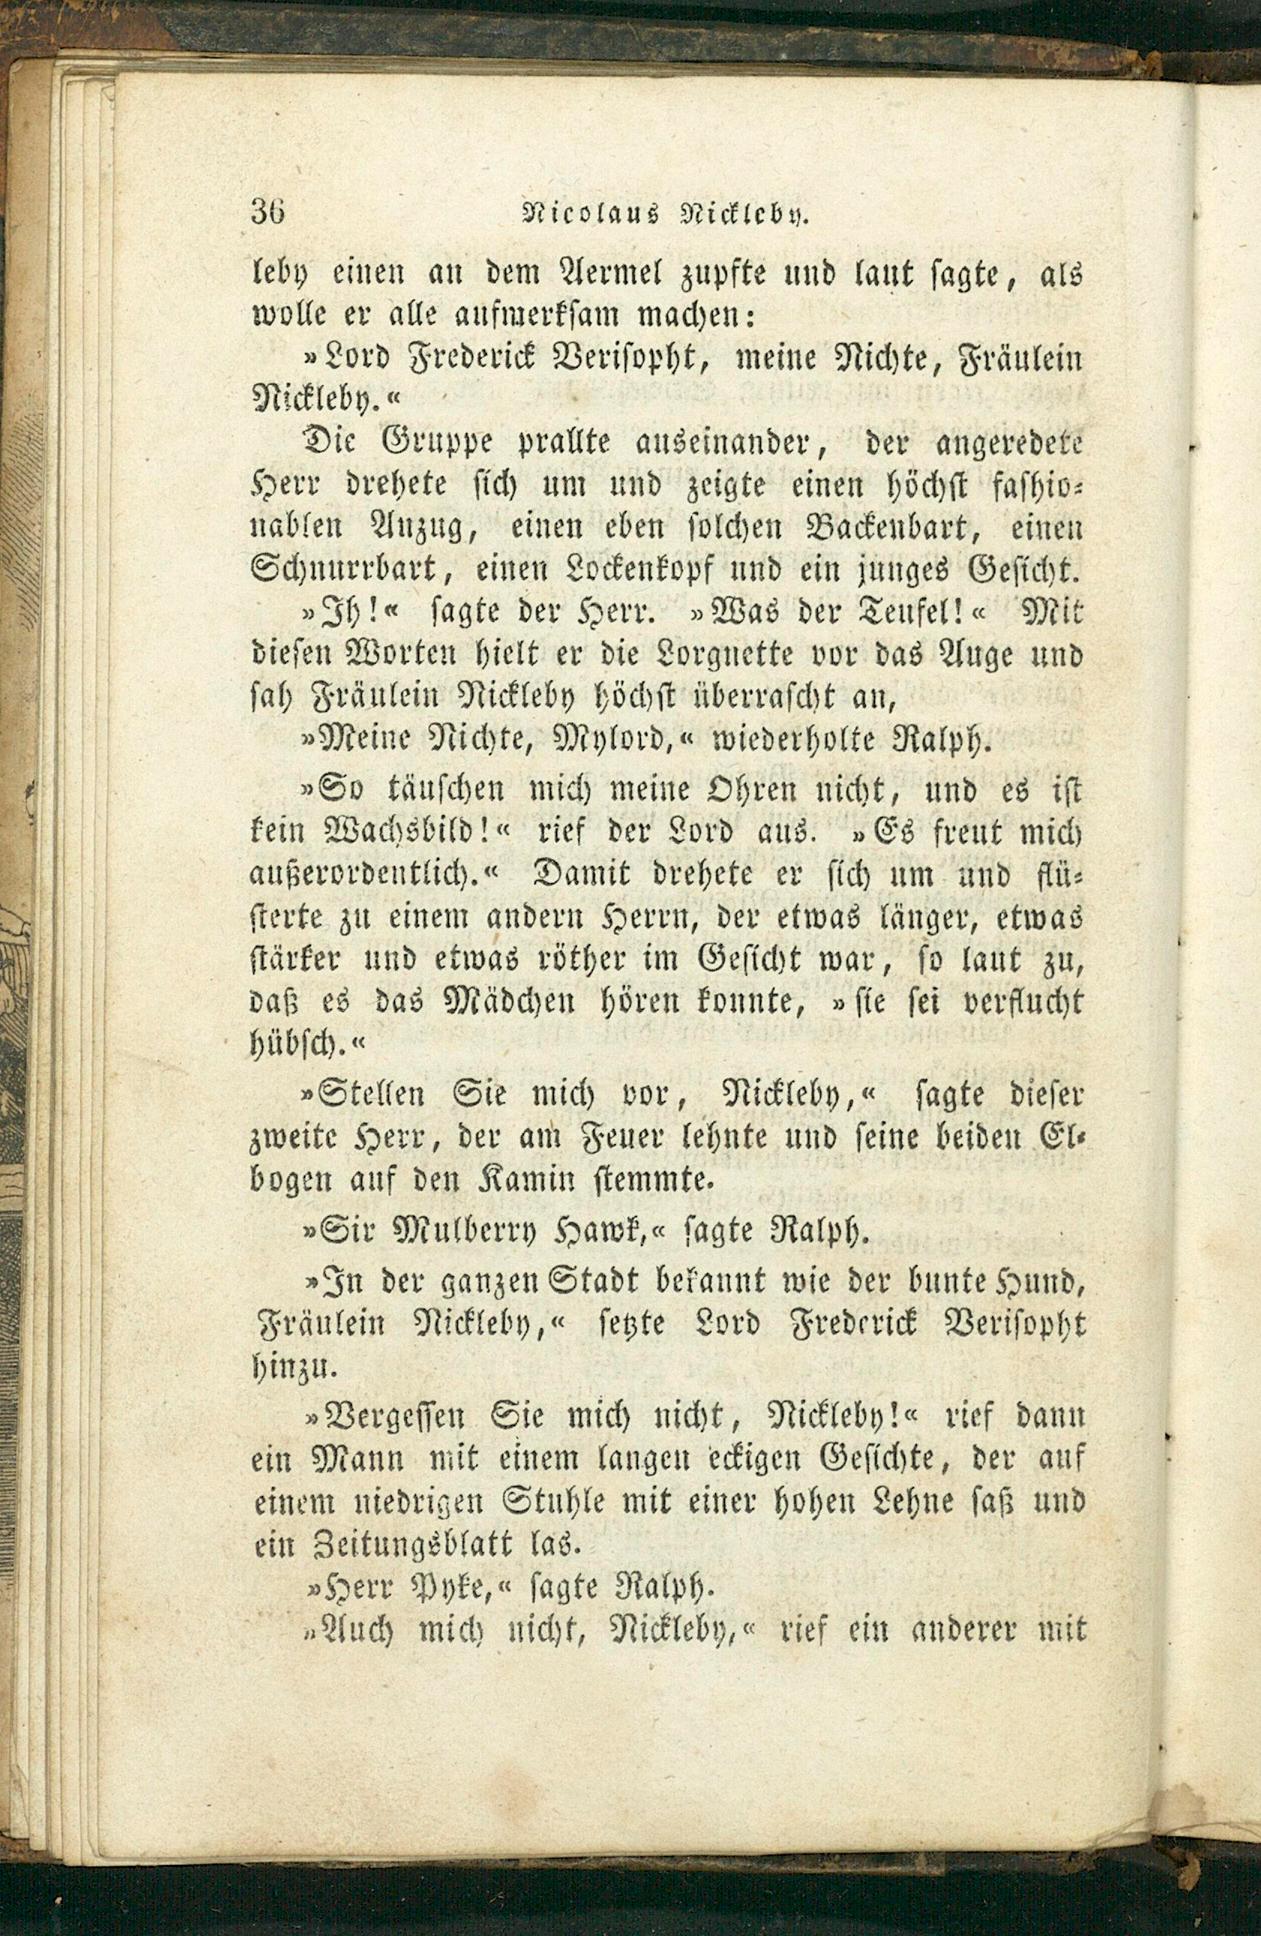 36 Nicolaus Nickleby.
leby einen an dem Aermel zupfte und laut sagte, als
wolle er alle aufmerksam machen:
»Lord Frederick Verisopht, meine Nichte, Fräulein
Nickleby.«
Die Gruppe prallte auseinander, der angeredete
Herr drehete sich um und zeigte einen höchst fashio-
nablen Anzug, einen eben solchen Backenbart, einen
Schnurrbart, einen Lockenkopf und ein junges Gesicht.
»Ih!« sagte der Herr. »Was der Teufel!« Mit
diesen Worten hielt er die Lorgnette vor das Auge und
sah Fräulein Nickleby höchst überrascht an,
»Meine Nichte, Mylord,« wiederholte Ralph.
»So täuschen mich meine Ohren nicht, und es ist
kein Wachsbild!« rief der Lord aus. »Es freut mich
außerordentlich.« Damit drehete er sich um und flü-
sterte zu einem andern Herrn, der etwas länger, etwas
stärker und etwas röther im Gesicht war, so laut zu,
daß es das Mädchen hören konnte, »sie sei verflucht
hübsch.«
»Stellen Sie mich vor, Nickleby,« sagte dieser
zweite Herr, der am Feuer lehnte und seine beiden El-
bogen auf den Kamin stemmte.
»Sir Mulberry Hawk,« sagte Ralph.
»In der ganzen Stadt bekannt wie der bunte Hund,
Fräulein Nickleby,« setzte Lord Frederick Verisopht
hinzu.
»Vergessen Sie mich nicht, Nickleby!« rief dann
ein Mann mit einem langen eckigen Gesichte, der auf
einem niedrigen Stuhle mit einer hohen Lehne saß und
ein Zeitungsblatt las.
»Herr Pyke,« sagte Ralph.
»Auch mich nicht, Nickleby,« rief ein anderer mit